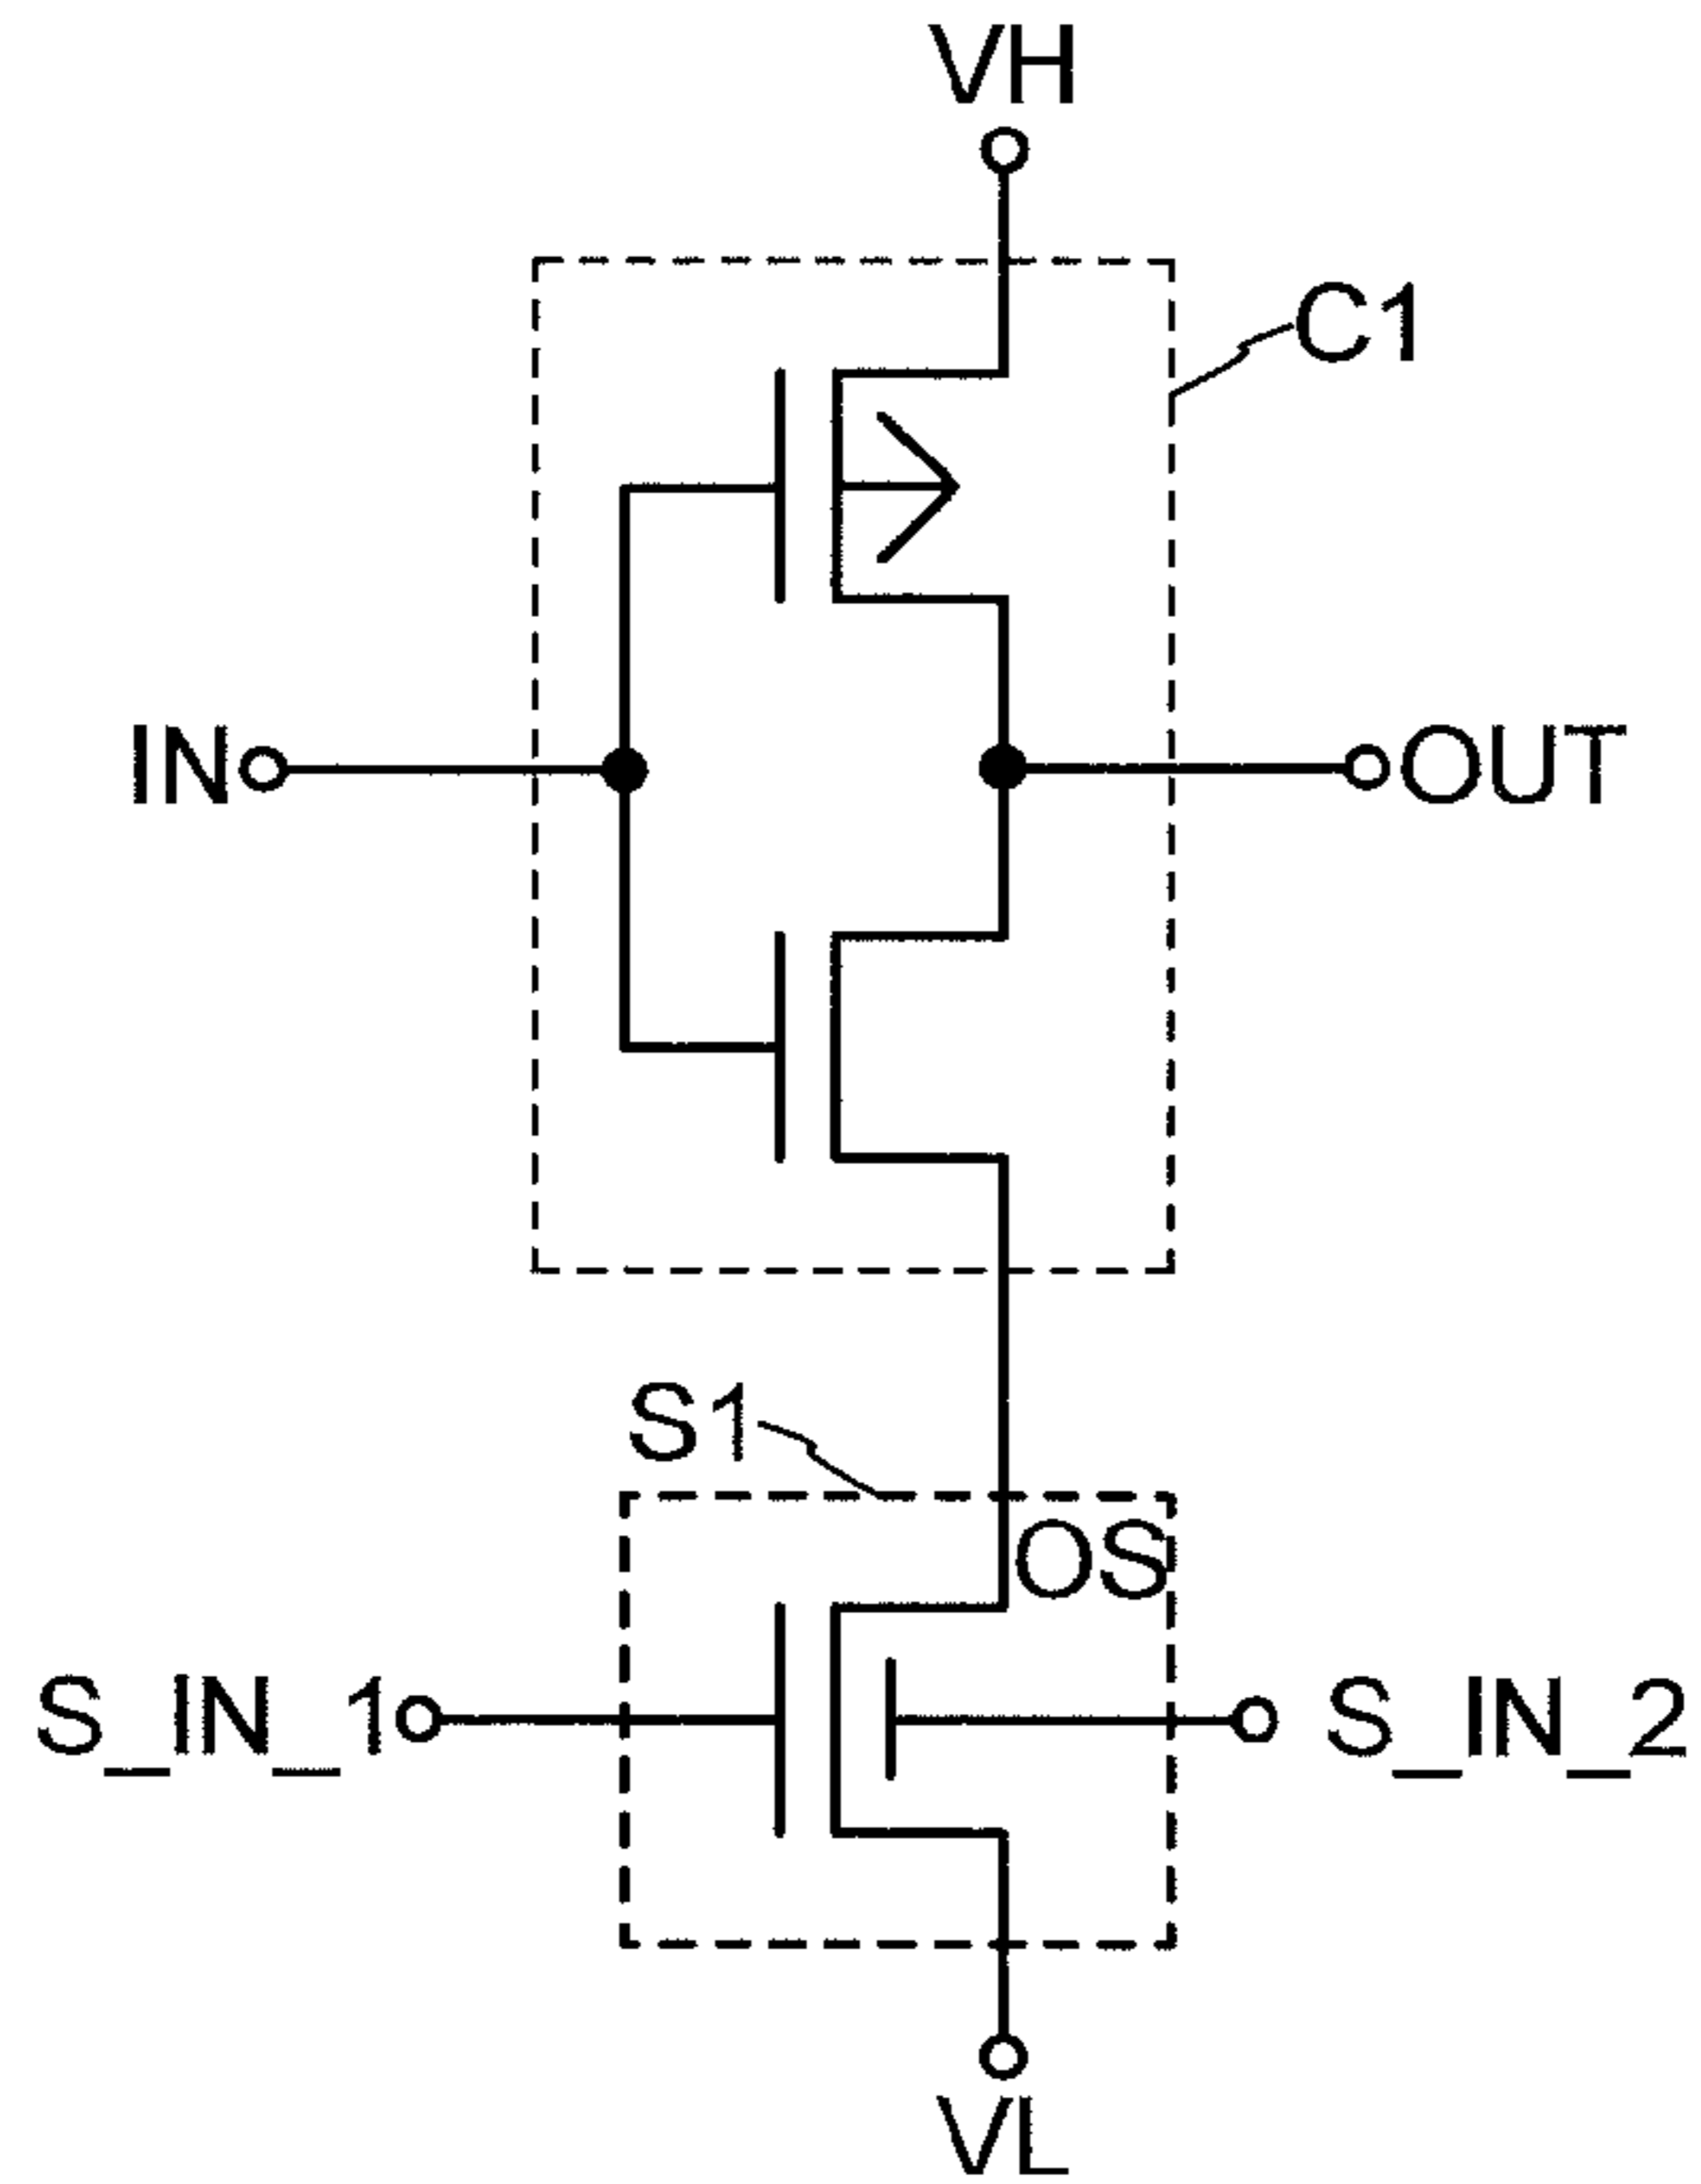 VH
C1
IN
OUT
S1
OS
S_IN_1
S_IN_2
VL